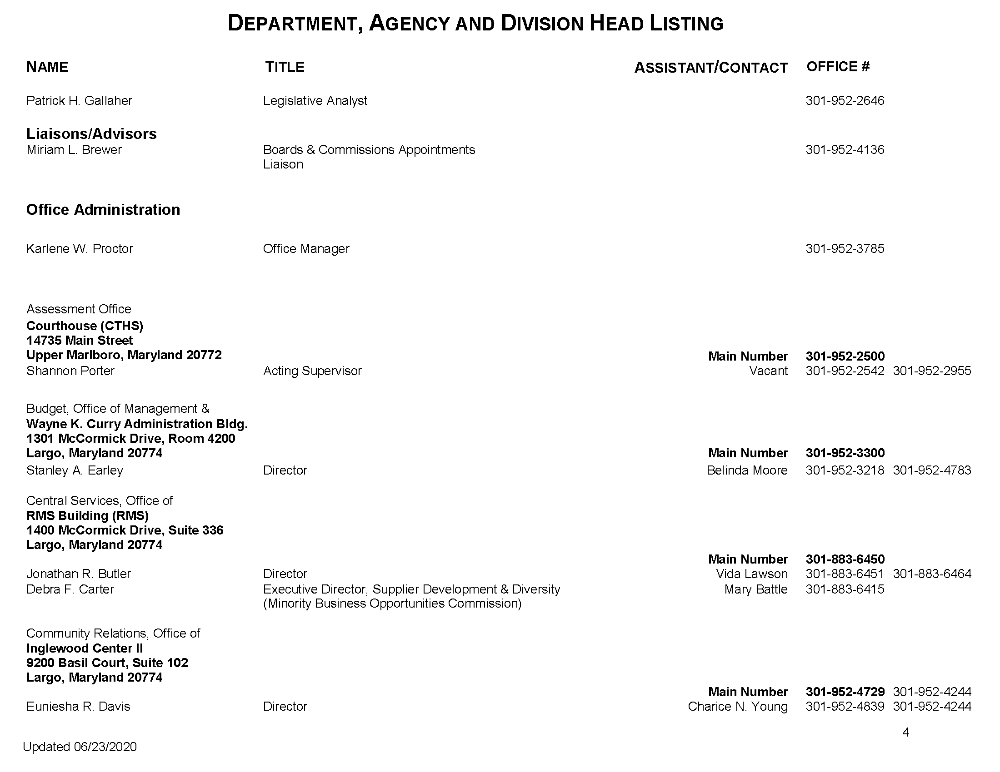 DEPARTMENT, AGENCY AND DIVISION HEAD LISTING
NAME TITLE ASSISTANT/CONTACT OFFICE #
Patrick H. Gallaher Legislative Analyst 301-952-2646
Liaisons/Advisors
Miriam L. Brewer Boards & Commissions Appointments 301-952-4136
Liaison
Office Administration
Karlene W. Proctor Office Manager 301-952-3785
Assessment Office
Courthouse (CTHS)
14735 Main Street
Upper Marlboro, Maryland 20772 Main Number 301-952-2500
Shannon Porter Acting Supervisor Vacant 301-952-2542 301-952-2955
Budget, Office of Management &
Wayne K. Curry Administration Bldg.
1301 McCormick Drive, Room 4200
Largo, Maryland 20774 Main Number 301-952-3300
Stanley A. Earley Director Belinda Moore 301-952-3218 301-952-4783
Central Services, Office of
RMS Building (RMS)
1400 McCormick Drive, Suite 336
Largo, Maryland 20774
Main Number 301-883-6450
Jonathan R. Butler Director Vida Lawson 301-883-6451 301-883-6464
Debra F. Carter Executive Director, Supplier Development & Diversity Mary Battle 301-883-6415
(Minority Business Opportunities Commission)
Community Relations, Office of
Inglewood Center II
9200 Basil Court, Suite 102
Largo, Maryland 20774
Main Number 301-952-4729 301-952-4244
Euniesha R. Davis Director Charice N. Young 301-952-4839 301-952-4244
4
Updated 06/23/2020